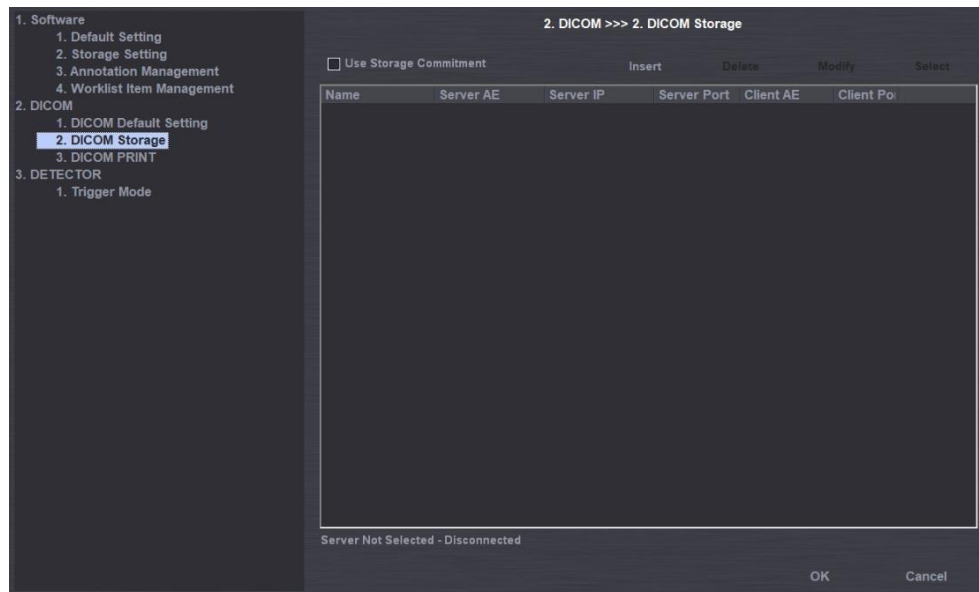 1. Software
1. Default Setting
2. Storage Setting
3. Annotation Management
4. Worklist Item Management
2. DICOM
1. DICOM Default Setting
2. DICOM Storage
3. DICOM PRINT
3. DETECTOR
1. Trigger Mode
2. DICOM >>> 2. DICOM Storage
Use Storage Commitment Insert Delete Modify Select
Name Server AE Server IP Server Port Client AE Client Por
Server Not Selected - Disconnected
OK Cancel